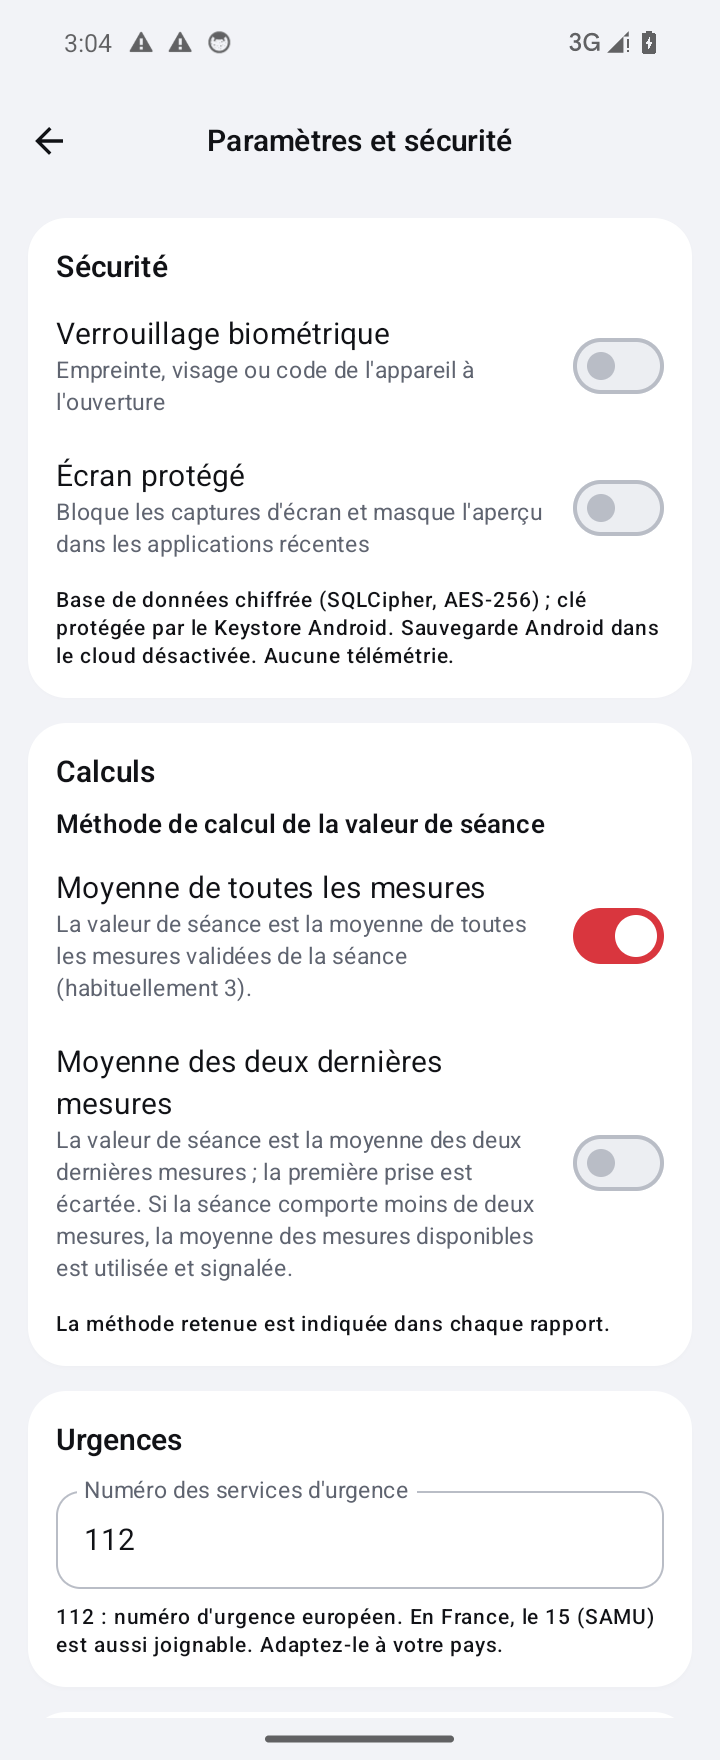 3:04
3G
Paramètres et sécurité
Sécurité
Verrouillage biométrique
Empreinte, visage ou code de l'appareil à
l'ouverture
Écran protégé
Bloque les captures d'écran et masque l'aperçu
dans les applications récentes
Base de données chiffrée (SQLCipher, AES-256) ; clé
protégée par le Keystore Android. Sauvegarde Android dans
le cloud désactivée. Aucune télémétrie.
Calculs
Méthode de calcul de la valeur de séance
Moyenne de toutes les mesures
La valeur de séance est la moyenne de toutes
les mesures validées de la séance
(habituellement 3).
Moyenne des deux dernières
mesures
La valeur de séance est la moyenne des deux
dernières mesures ; la première prise est
écartée. Si la séance comporte moins de deux
mesures, la moyenne des mesures disponibles
est utilisée et signalée.
La méthode retenue est indiquée dans chaque rapport.
Urgences
Numéro des services d'urgence
112
112 : numéro d'urgence européen. En France, le 15 (SAMU)
est aussi joignable. Adaptez-le à votre pays.